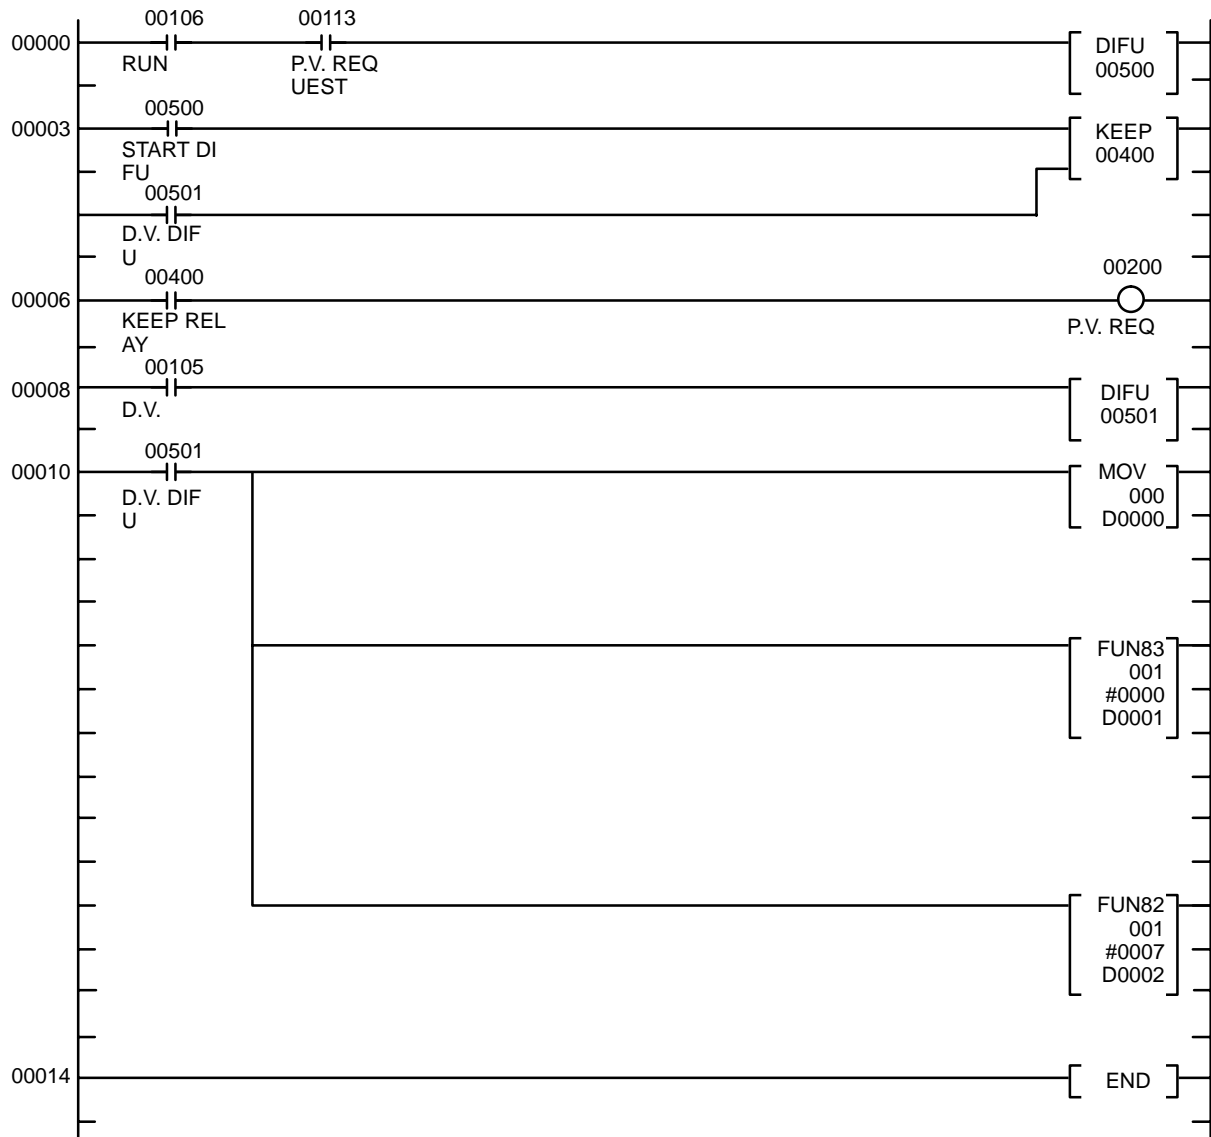 00106 00113
00000 DIFU
RUN P.V. REQ 00500
UEST
00500
00003 KEEP
START DI 00400
FU
00501
D.V. DIF
U 00200
00400
00006
KEEP REL P.V. REQ
AY
00105
00008 DIFU
D.V. 00501
00501
00010 MOV
D.V. DIF 000
U D0000
FUN83
001
#0000
D0001
FUN82
001
#0007
D0002
00014 END